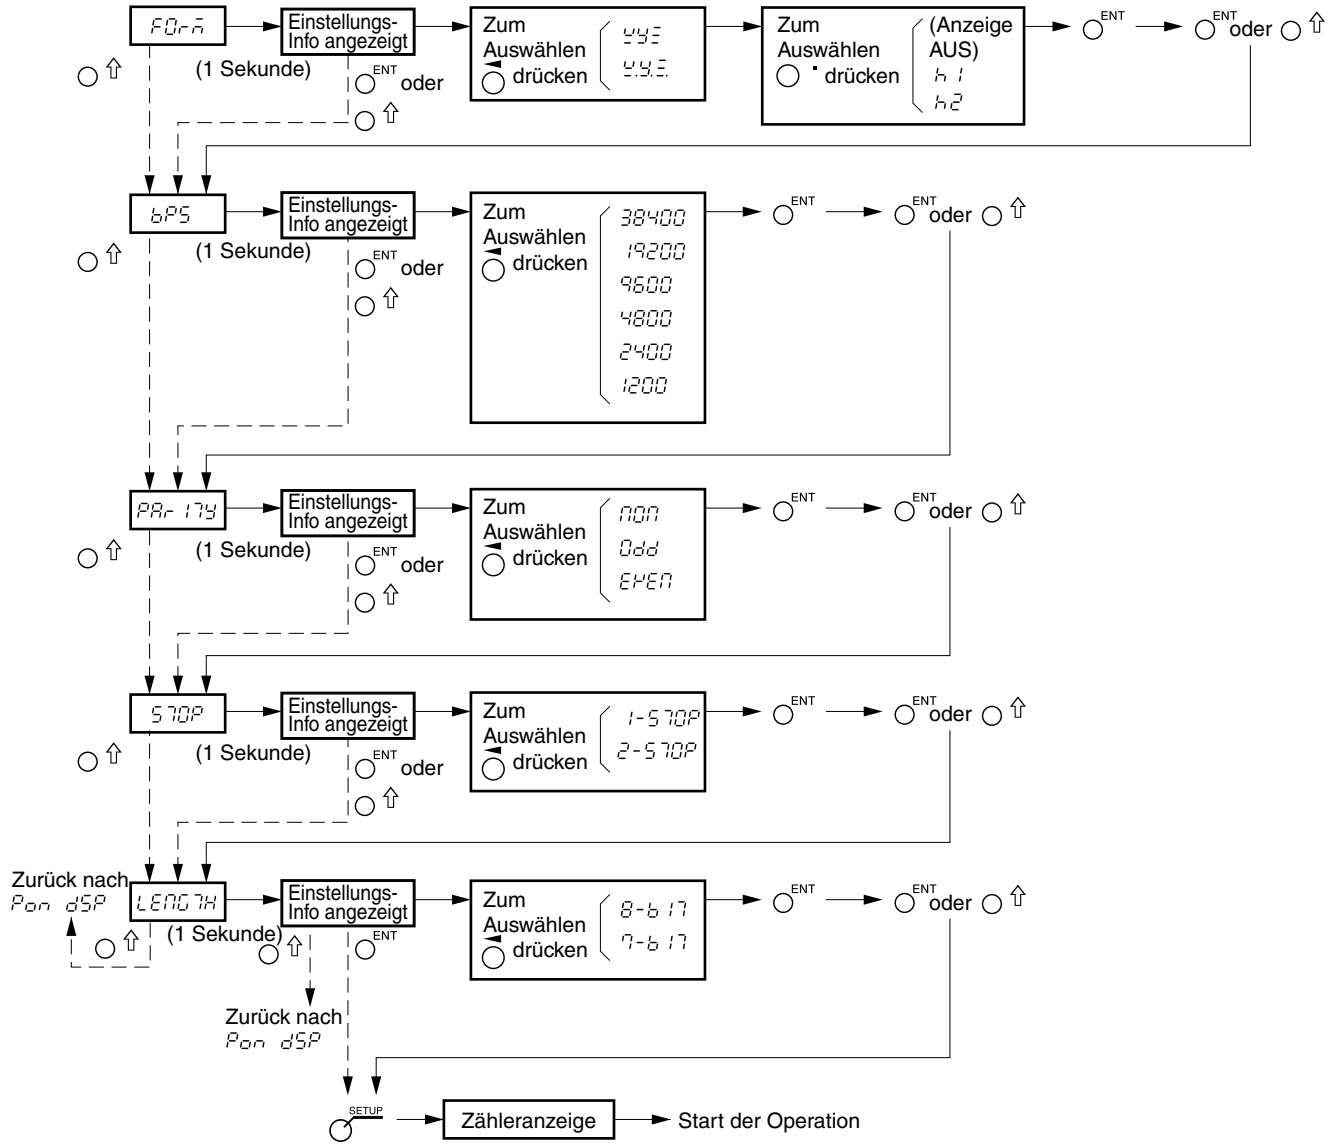 FOrm
Einstellungs-
Info angezeigt
(1 Sekunde)
ENT oder
Zum
Auswählen
drücken
Zum
Auswählen
drücken
(Anzeige
AUS)
h1
h2
ENT
ENT oder
bPS
Einstellungs-
Info angezeigt
(1 Sekunde)
ENT oder
Zum
Auswählen
drücken
38400
19200
9600
4800
2400
1200
ENT
ENT oder
PArITY
Einstellungs-
Info angezeigt
(1 Sekunde)
ENT oder
Zum
Auswählen
drücken
NON
Odd
EVEN
ENT
ENT oder
STOP
Einstellungs-
Info angezeigt
(1 Sekunde)
ENT oder
Zum
Auswählen
drücken
1-STOP
2-STOP
ENT
ENT oder
Zurück nach
Pon dSP
LENGTH
Einstellungs-
Info angezeigt
(1 Sekunde)
ENT
Zum
Auswählen
drücken
8-bIT
7-bIT
ENT
ENT oder
Zurück nach
Pon dSP
SETUP
Zähleranzeige
Start der Operation